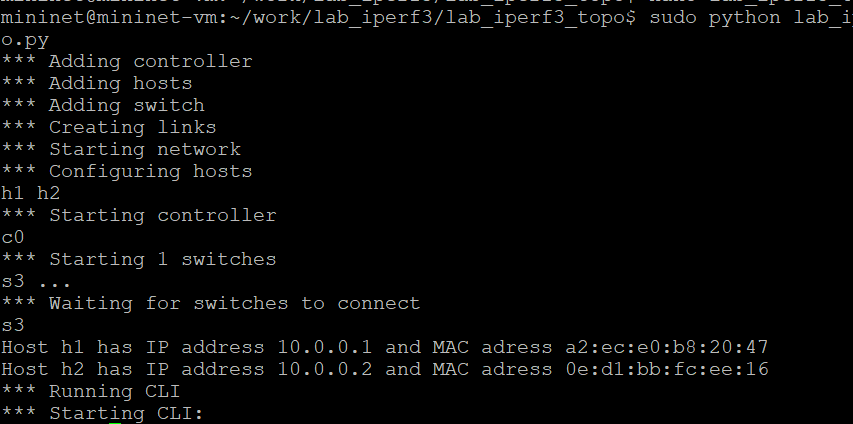 mininet@mininet-vm:~/work/lab_iperf3/lab_iperf3_topo$ sudo python lab_i
o.py
*** Adding controller
*** Adding hosts
*** Adding switch
*** Creating links
*** Starting network
*** Configuring hosts
h1 h2
*** Starting controller
c0
*** Starting 1 switches
s3 ...
*** Waiting for switches to connect
s3
Host h1 has IP address 10.0.0.1 and MAC adress a2:ec:e0:b8:20:47
Host h2 has IP address 10.0.0.2 and MAC adress 0e:d1:bb:fc:ee:16
*** Running CLI
*** Starting CLI: